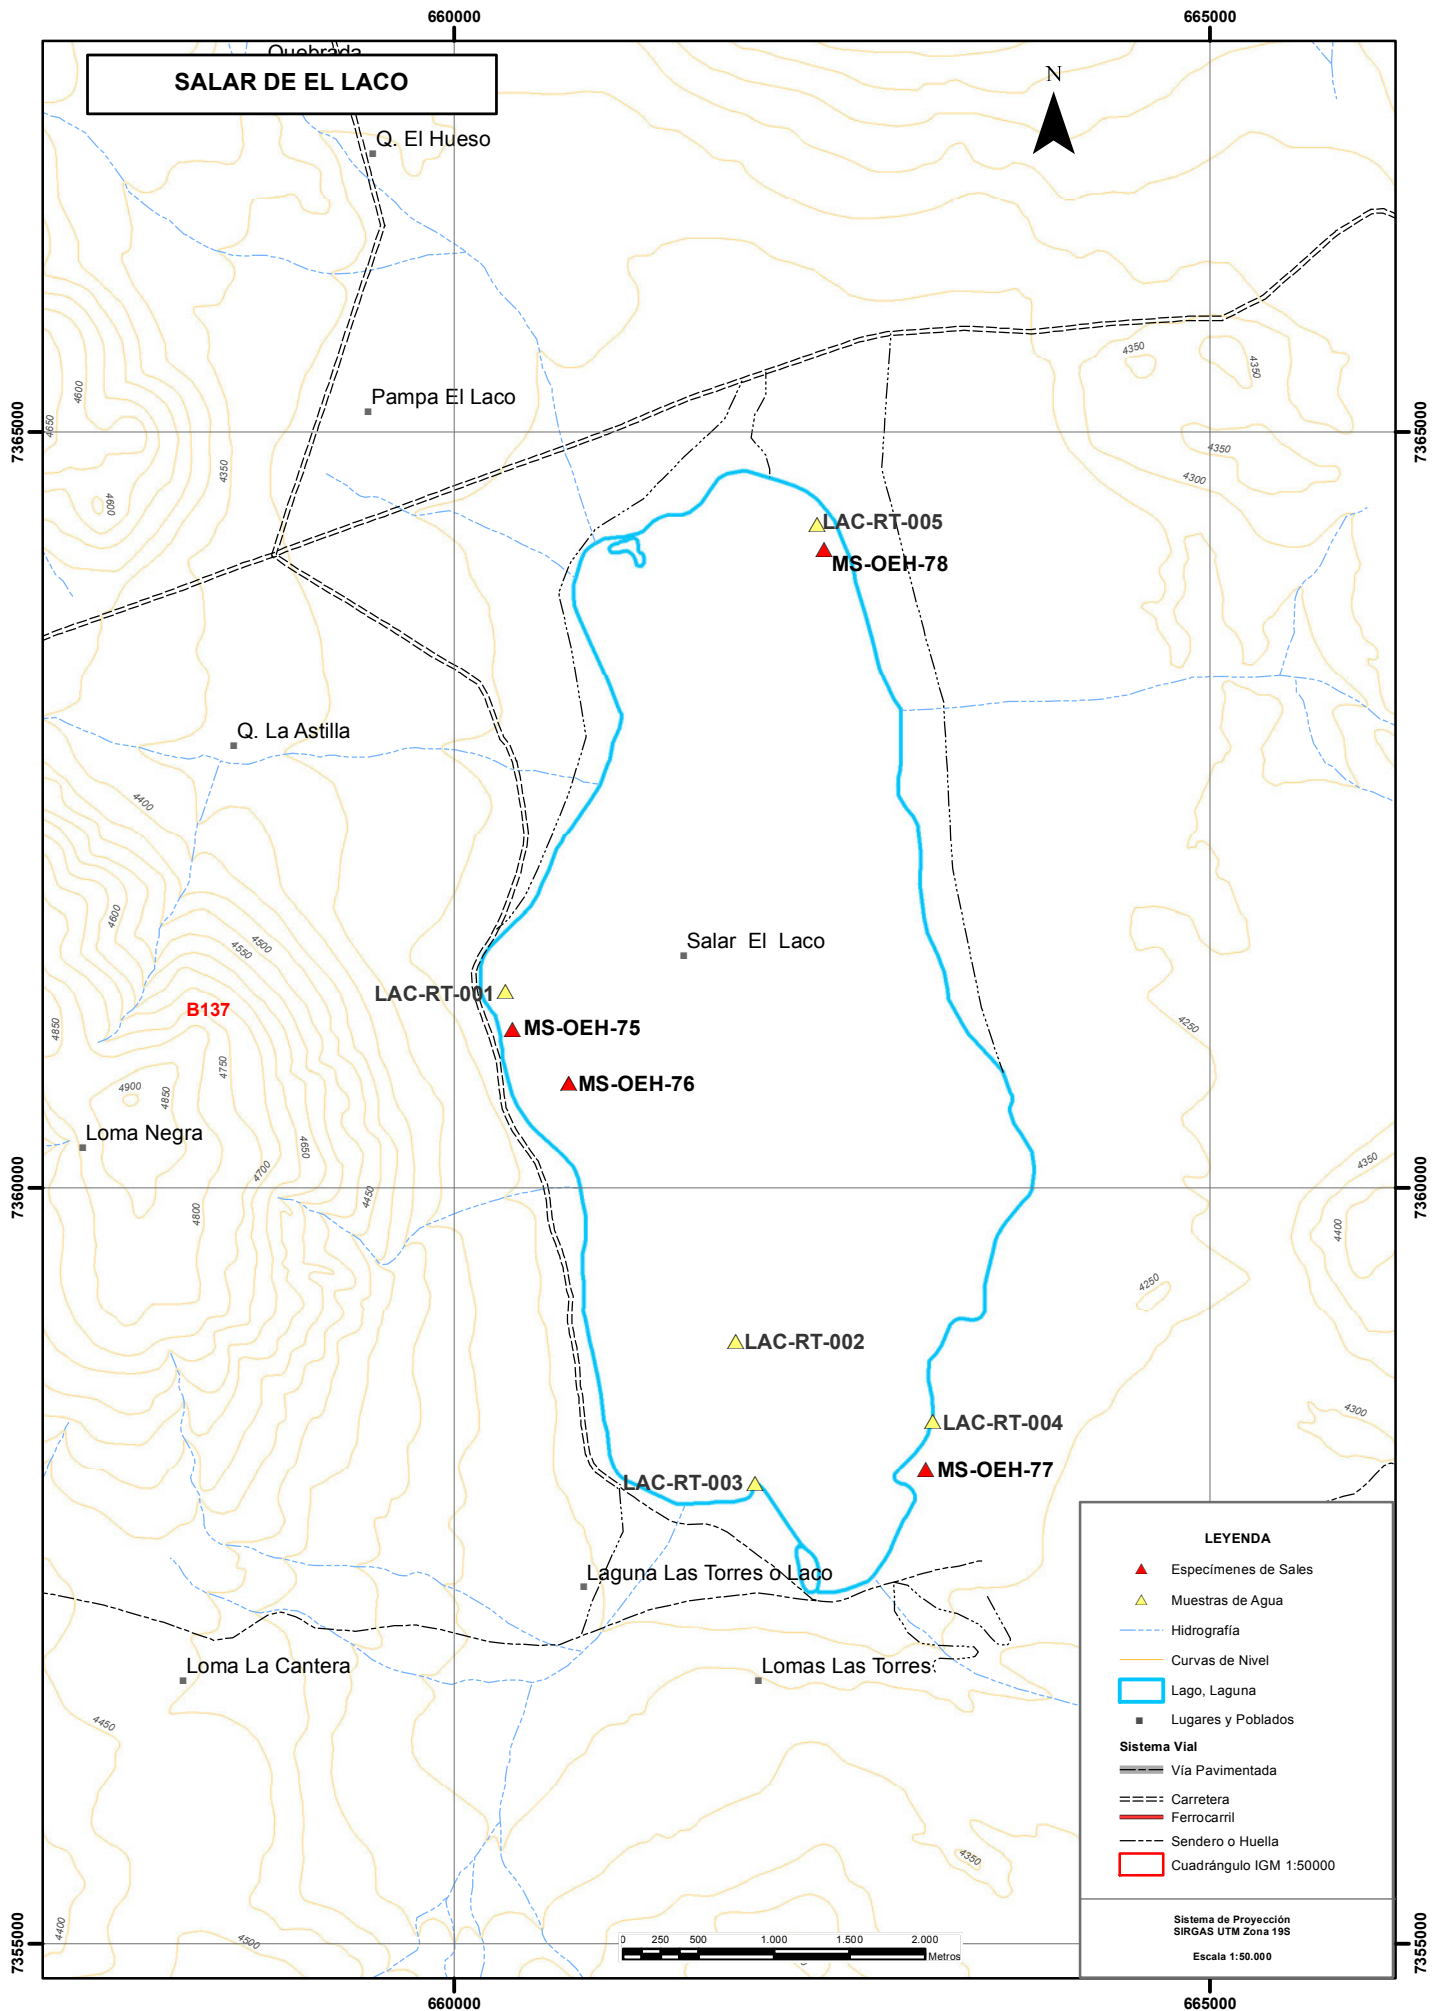 660000
665000
Quebrada
SALAR DE EL LACO
N
Q. El Hueso
4350
4350
4600
Pampa El Laco
4650
7365000
7365000
4350
4350
4300
4600
LAC-RT-005
MS-OEH-78
Q. La Astilla
4400
4600
4500
4550
Salar El Laco
LAC-RT-001
B137
MS-OEH-75
4850
4250
4750
MS-OEH-76
4900
4850
Loma Negra
4650
4700
4350
7360000
7360000
4450
4800
4400
4250
LAC-RT-002
4300
LAC-RT-004
MS-OEH-77
LAC-RT-003
Laguna Las Torres o Laco
Loma La Cantera
Lomas Las Torres
4450
4350
4400
4500
LEYENDA
Especímenes de Sales
Muestras de Agua
Hidrografía
Curvas de Nivel
Lago, Laguna
Lugares y Poblados
Sistema Vial
Vía Pavimentada
Carretera
Ferrocarril
Sendero o Huella
Cuadrángulo IGM 1:50000
Sistema de Proyección
SIRGAS UTM Zona 19S
Escala 1:50.000
0 250 500 1.000 1.500 2.000
Metros
7355000
7355000
660000
665000